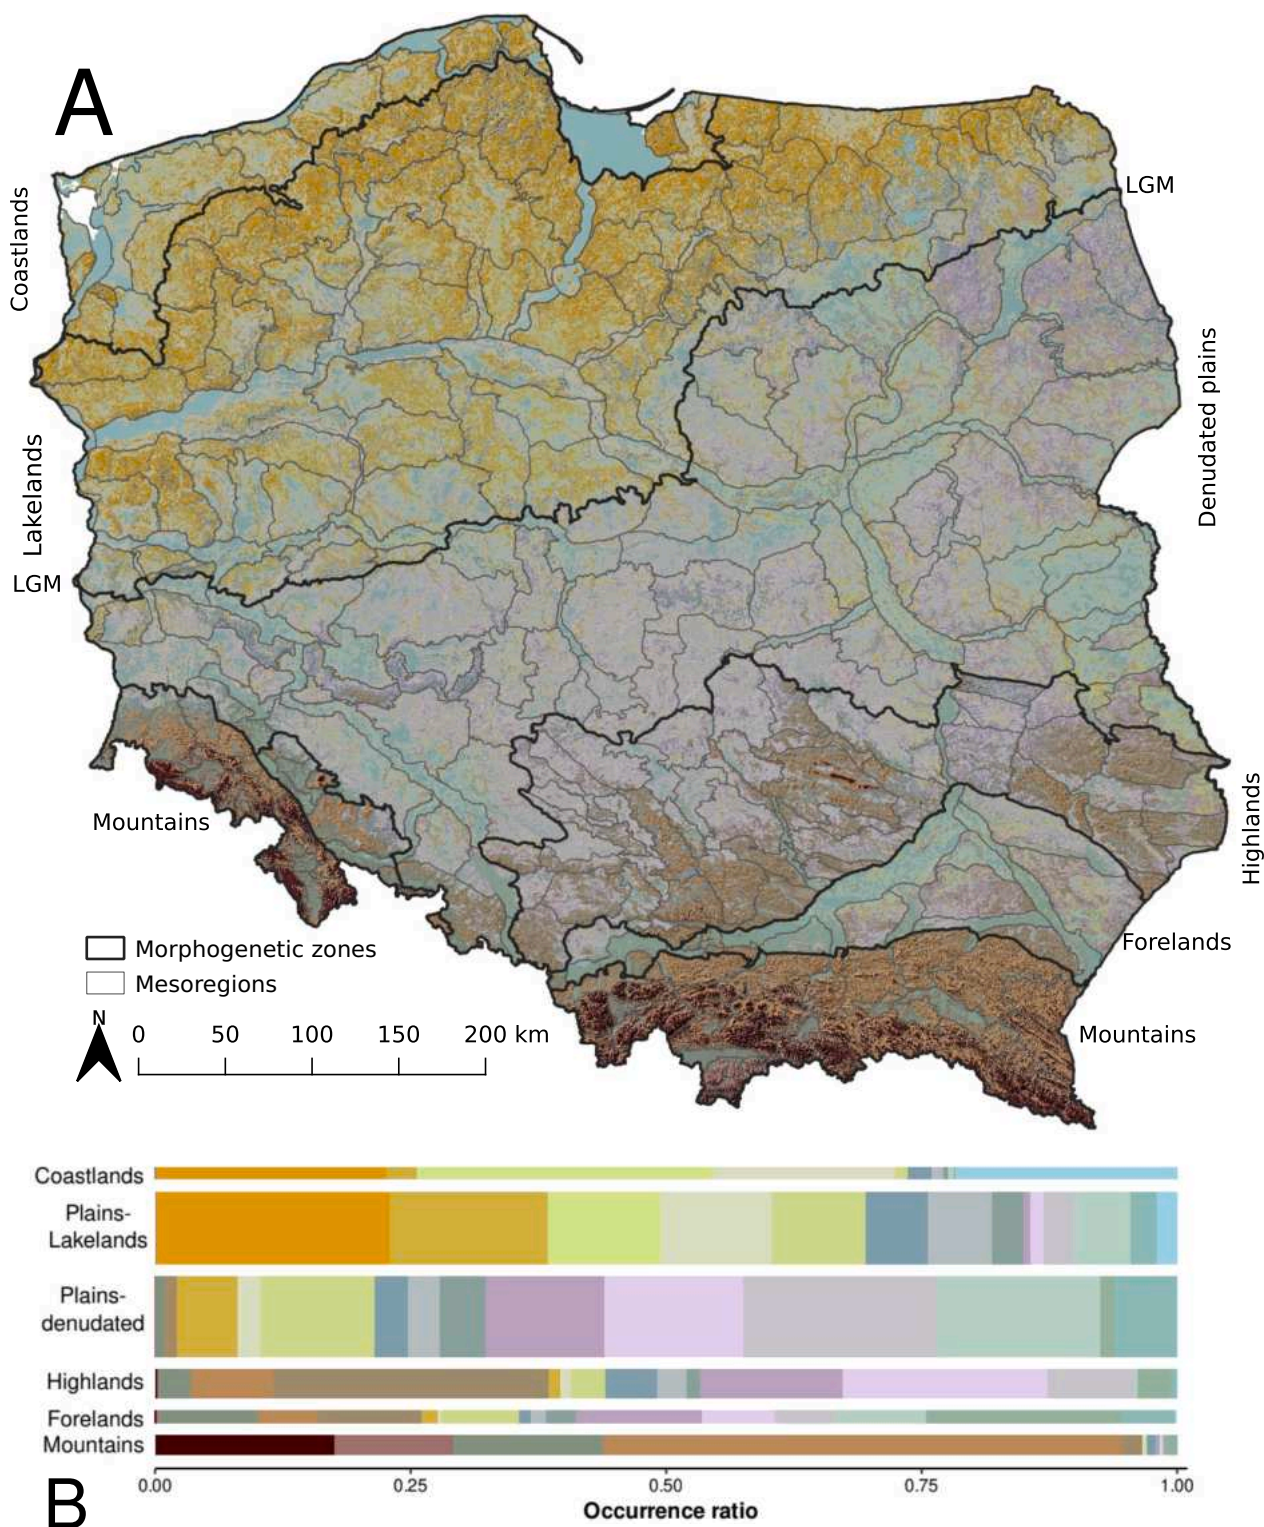 A
LGM
Coastlands
Denudated plains
Lakelands
LGM
Mountains
Highlands
Morphogenetic zones
Forelands
Mesoregions
N
0 50 100 150 200 km
Mountains
Coastlands
Plains-
Lakelands
Plains-
denudated
Highlands
Forelands
Mountains
0.00 0.25 0.50 0.75 1.00
B
Occurrence ratio